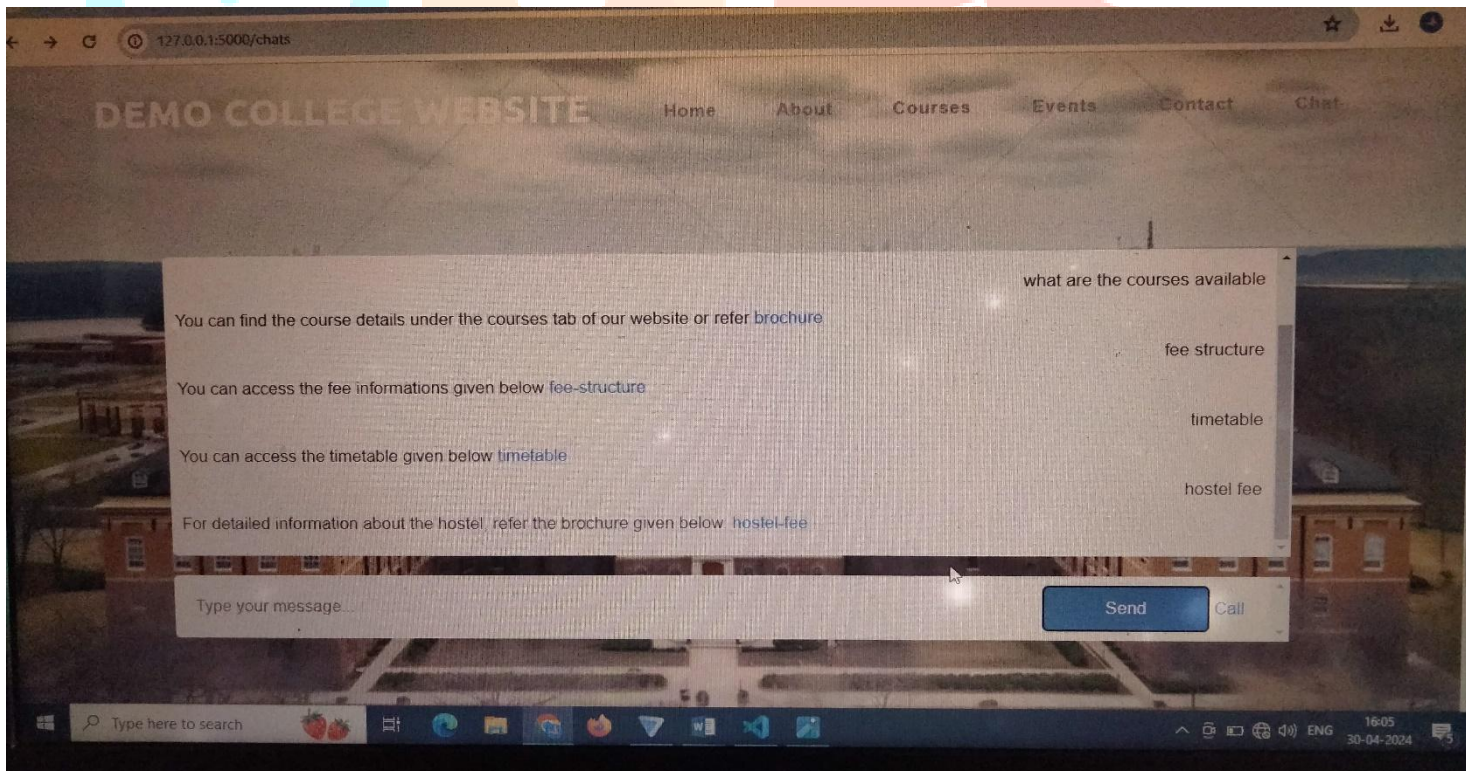 127.0.0.1:5000/chats
DEMO COLLEGE WEBSITE Home About Courses Events Contact Chat
what are the courses available
You can find the course details under the courses tab of our website or refer brochure
fee structure
You can access the fee informations given below fee-structure
timetable
You can access the timetable given below timetable
hostel fee
For detailed information about the hostel, refer the brochure given below hostel-fee
Type your message... Send Call
Type here to search ENG 16:05
30-04-2024 5